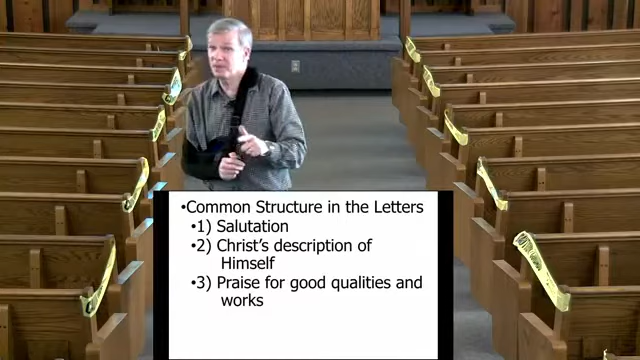 •Common Structure in the Letters
•1) Salutation
•2) Christ's description of
Himself
•3) Praise for good qualities and
works